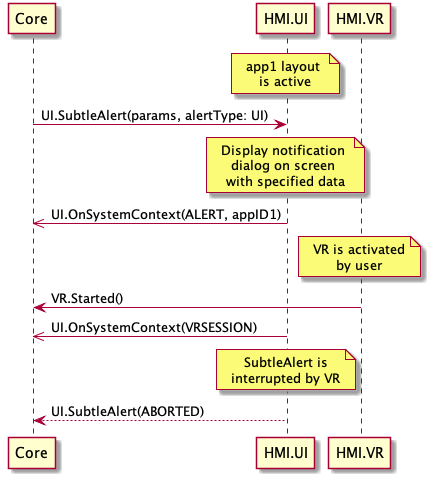 Core HMI.UI HMI.VR
app1 layout
is active
UI.SubtleAlert(params, alertType: UI)
Display notification
dialog on screen
with specified data
UI.OnSystemContext(ALERT, appID1)
VR is activated
by user
VR.Started()
UI.OnSystemContext(VRSESSION)
SubtleAlert is
interrupted by VR
UI.SubtleAlert(ABORTED)
Core HMI.UI HMI.VR